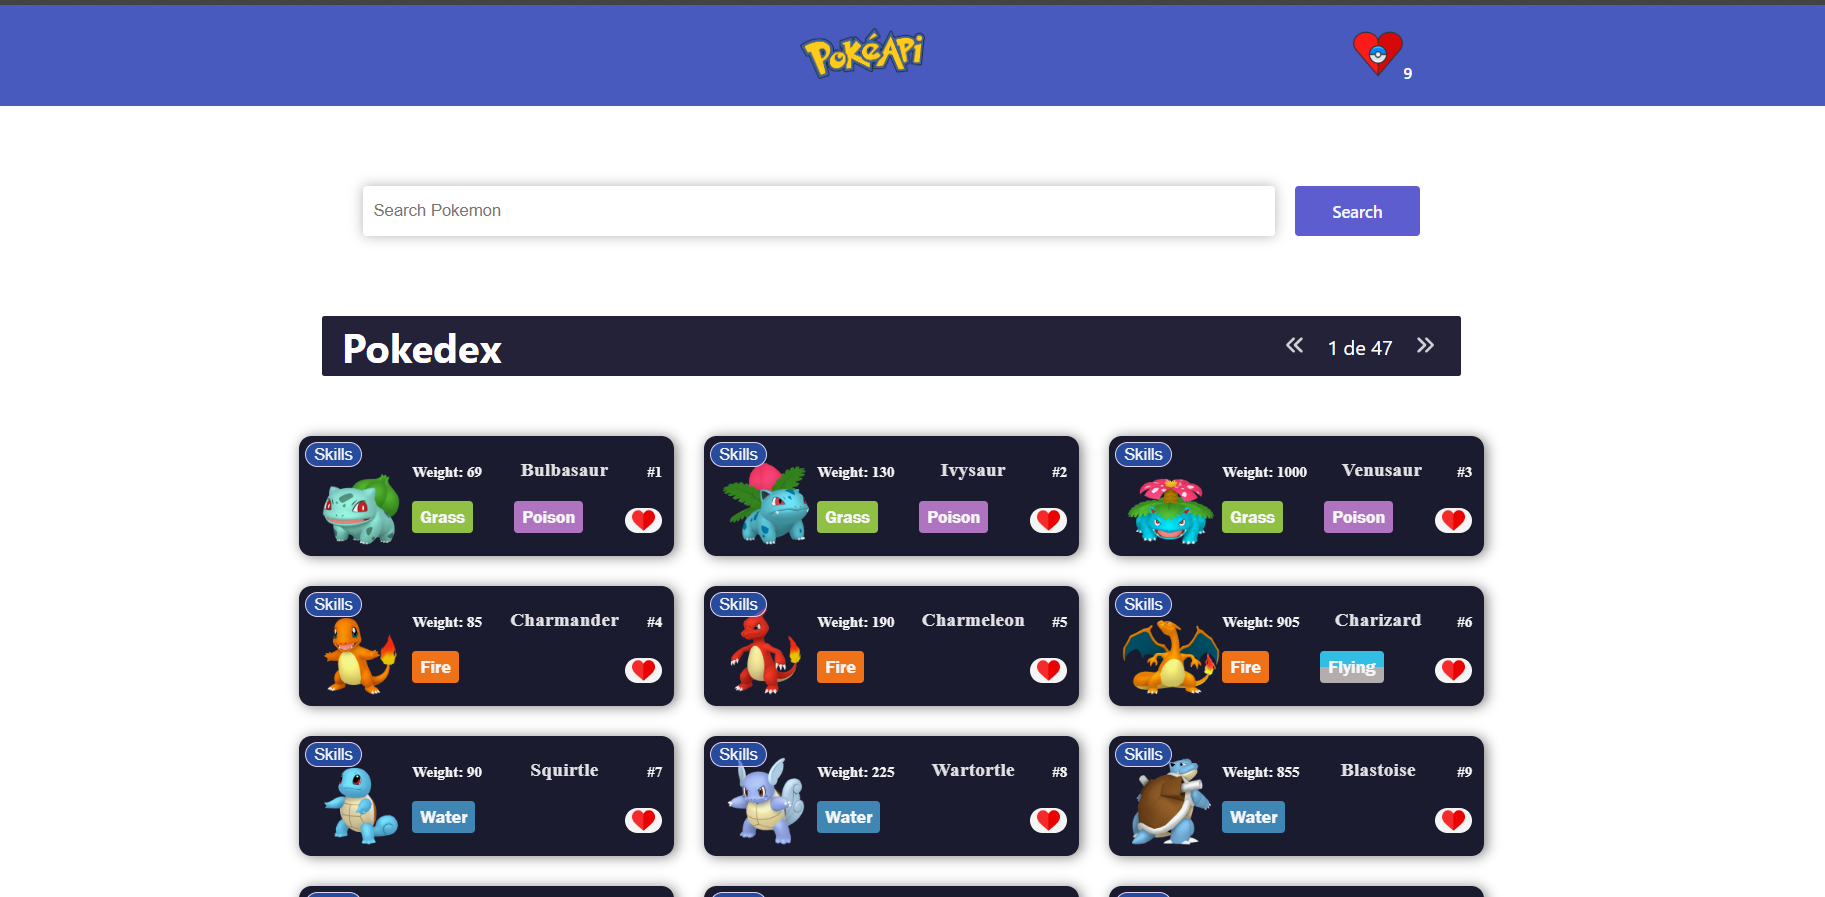 PokéApi
9
Search Pokemon
Search
Pokedex
1 de 47
Skills
Weight: 69 Bulbasaur #1
Grass Poison
Skills
Weight: 130 Ivysaur #2
Grass Poison
Skills
Weight: 1000 Venusaur #3
Grass Poison
Skills
Weight: 85 Charmander #4
Fire
Skills
Weight: 190 Charmeleon #5
Fire
Skills
Weight: 905 Charizard #6
Fire Flying
Skills
Weight: 90 Squirtle #7
Water
Skills
Weight: 225 Wartortle #8
Water
Skills
Weight: 855 Blastoise #9
Water